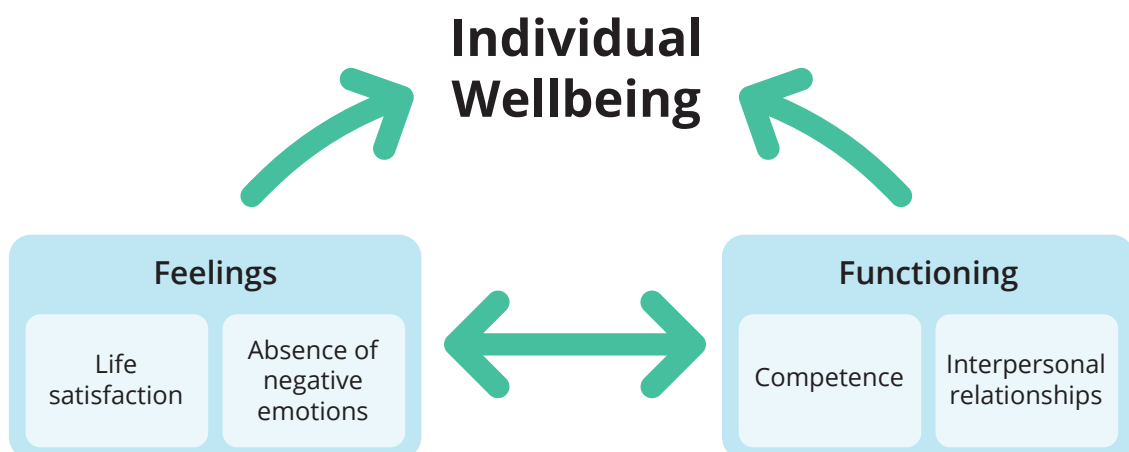 Individual
Wellbeing
Feelings
Life
satisfaction
Absence of
negative
emotions
Functioning
Competence
Interpersonal
relationships